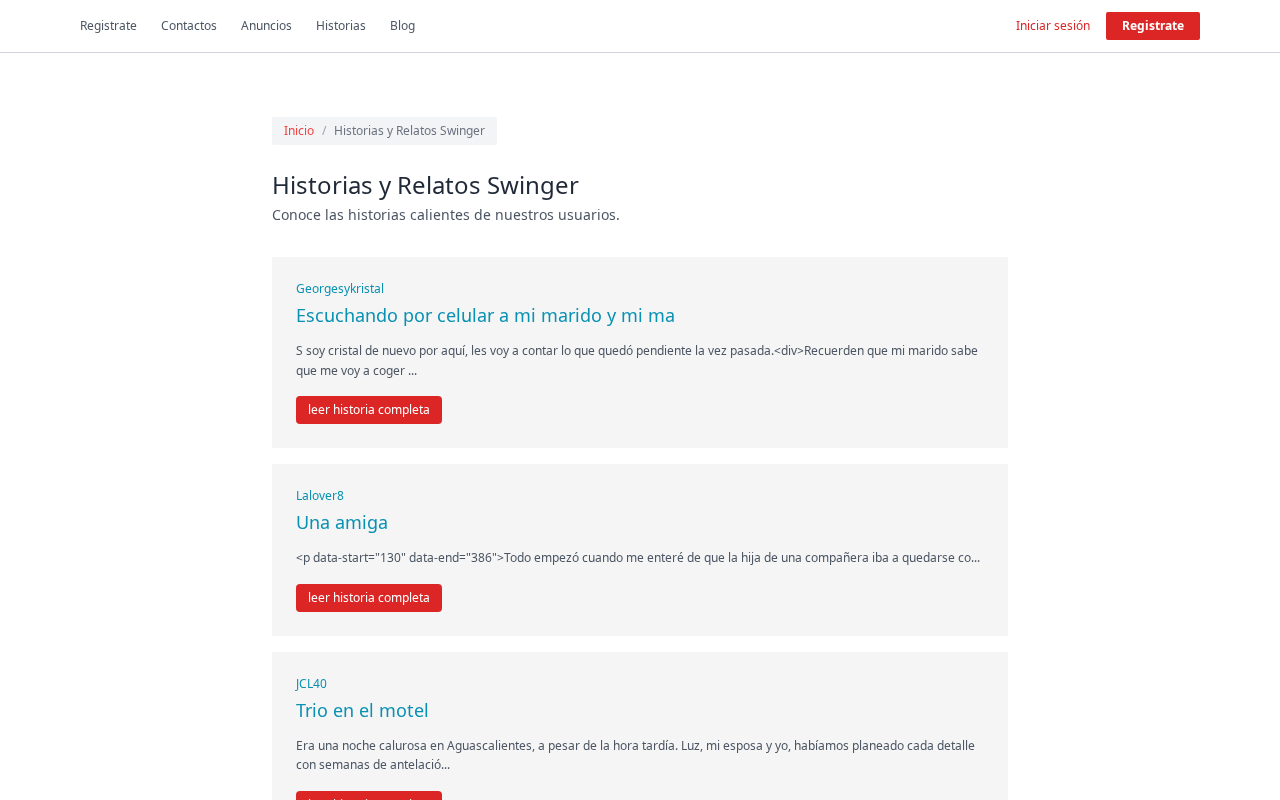 Registrate Contactos Anuncios Historias Blog Iniciar sesión Registrate
Inicio / Historias y Relatos Swinger
Historias y Relatos Swinger
Conoce las historias calientes de nuestros usuarios.
Georgesykristal
Escuchando por celular a mi marido y mi ma
S soy cristal de nuevo por aquí, les voy a contar lo que quedó pendiente la vez pasada.<div>Recuerden que mi marido sabe
que me voy a coger ...
leer historia completa
Lalover8
Una amiga
<p data-start="130" data-end="386">Todo empezó cuando me enteré de que la hija de una compañera iba a quedarse co...
leer historia completa
JCL40
Trio en el motel
Era una noche calurosa en Aguascalientes, a pesar de la hora tardía. Luz, mi esposa y yo, habíamos planeado cada detalle
con semanas de antelació...